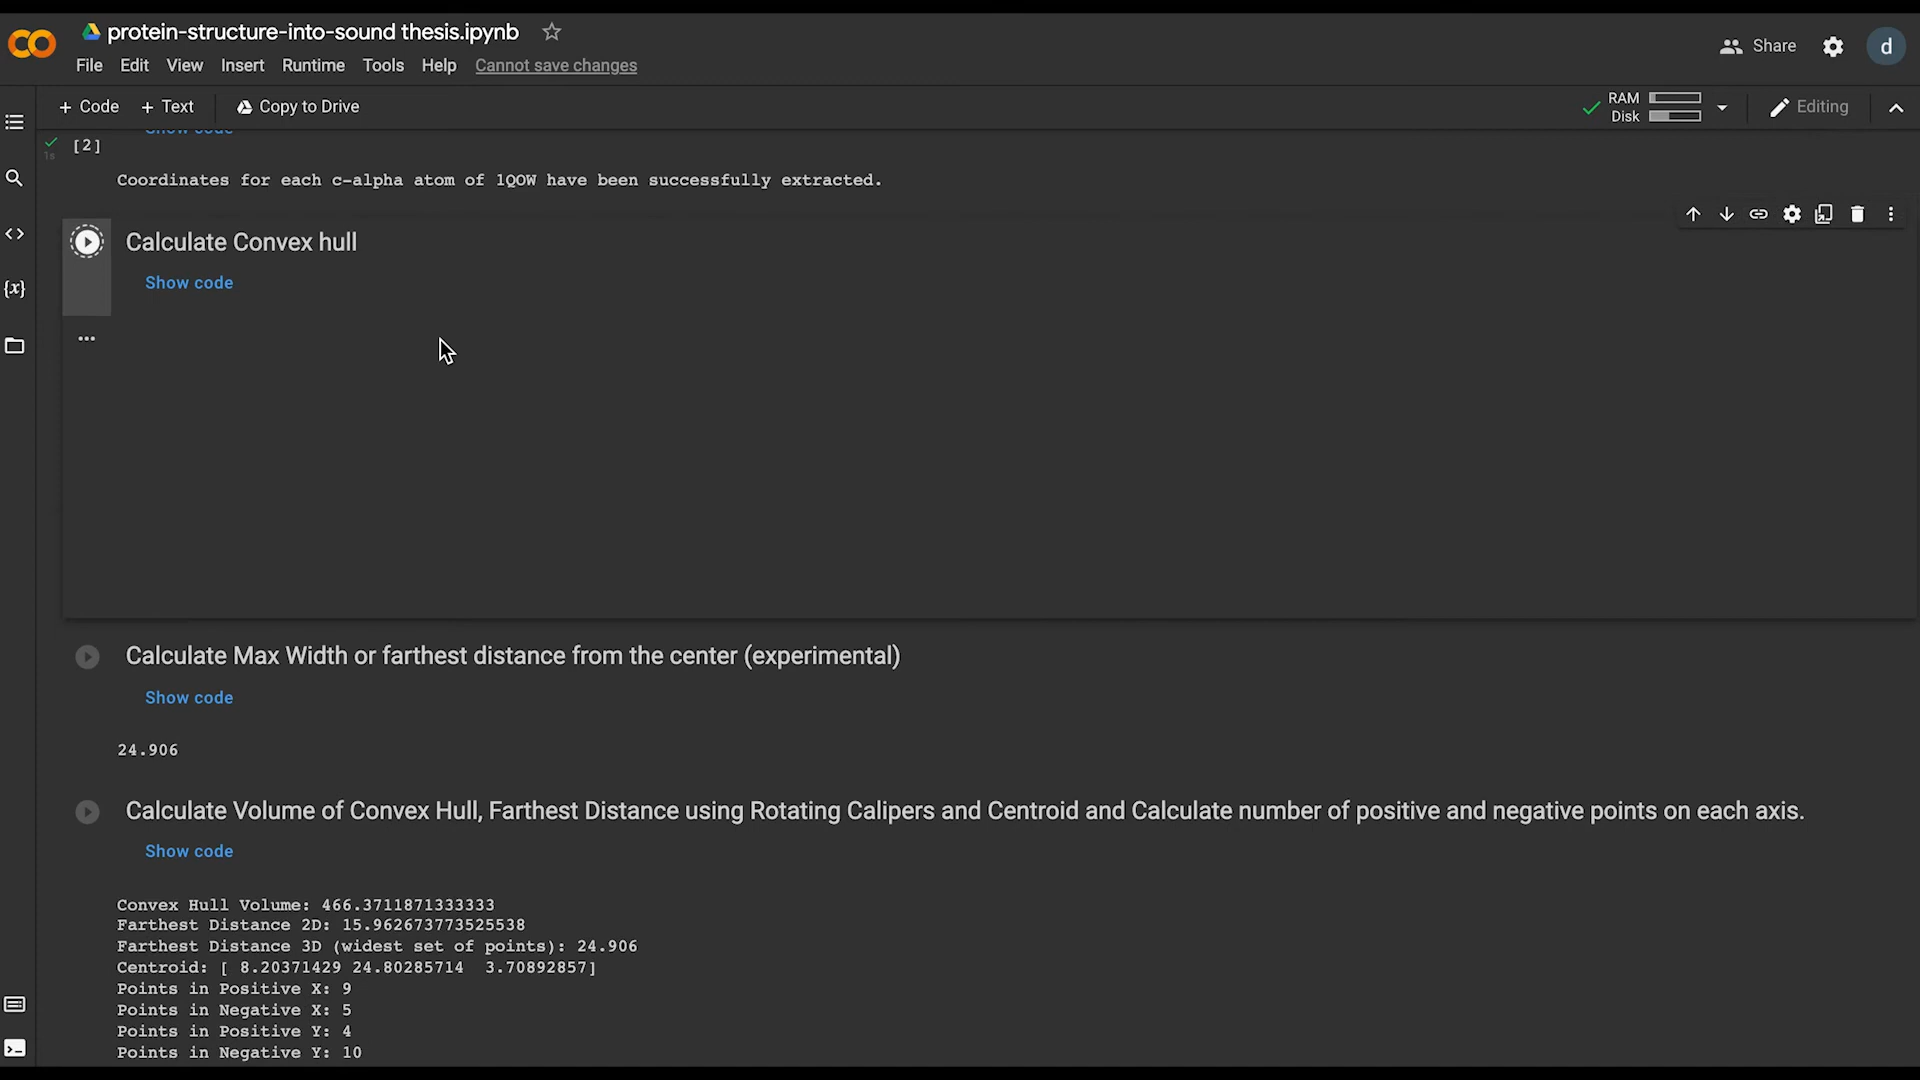 protein-structure-into-sound thesis.ipynb
File Edit View Insert Runtime Tools Help Cannot save changes
Share
d
+ Code + Text Copy to Drive
RAM
Disk
Editing
Show code
[2]
1s
Coordinates for each c-alpha atom of 1QOW have been successfully extracted.
Calculate Convex hull
Show code
...
Calculate Max Width or farthest distance from the center (experimental)
Show code
24.906
Calculate Volume of Convex Hull, Farthest Distance using Rotating Calipers and Centroid and Calculate number of positive and negative points on each axis.
Show code
Convex Hull Volume: 466.3711871333333
Farthest Distance 2D: 15.962673773525538
Farthest Distance 3D (widest set of points): 24.906
Centroid: [ 8.20371429 24.80285714  3.70892857]
Points in Positive X: 9
Points in Negative X: 5
Points in Positive Y: 4
Points in Negative Y: 10